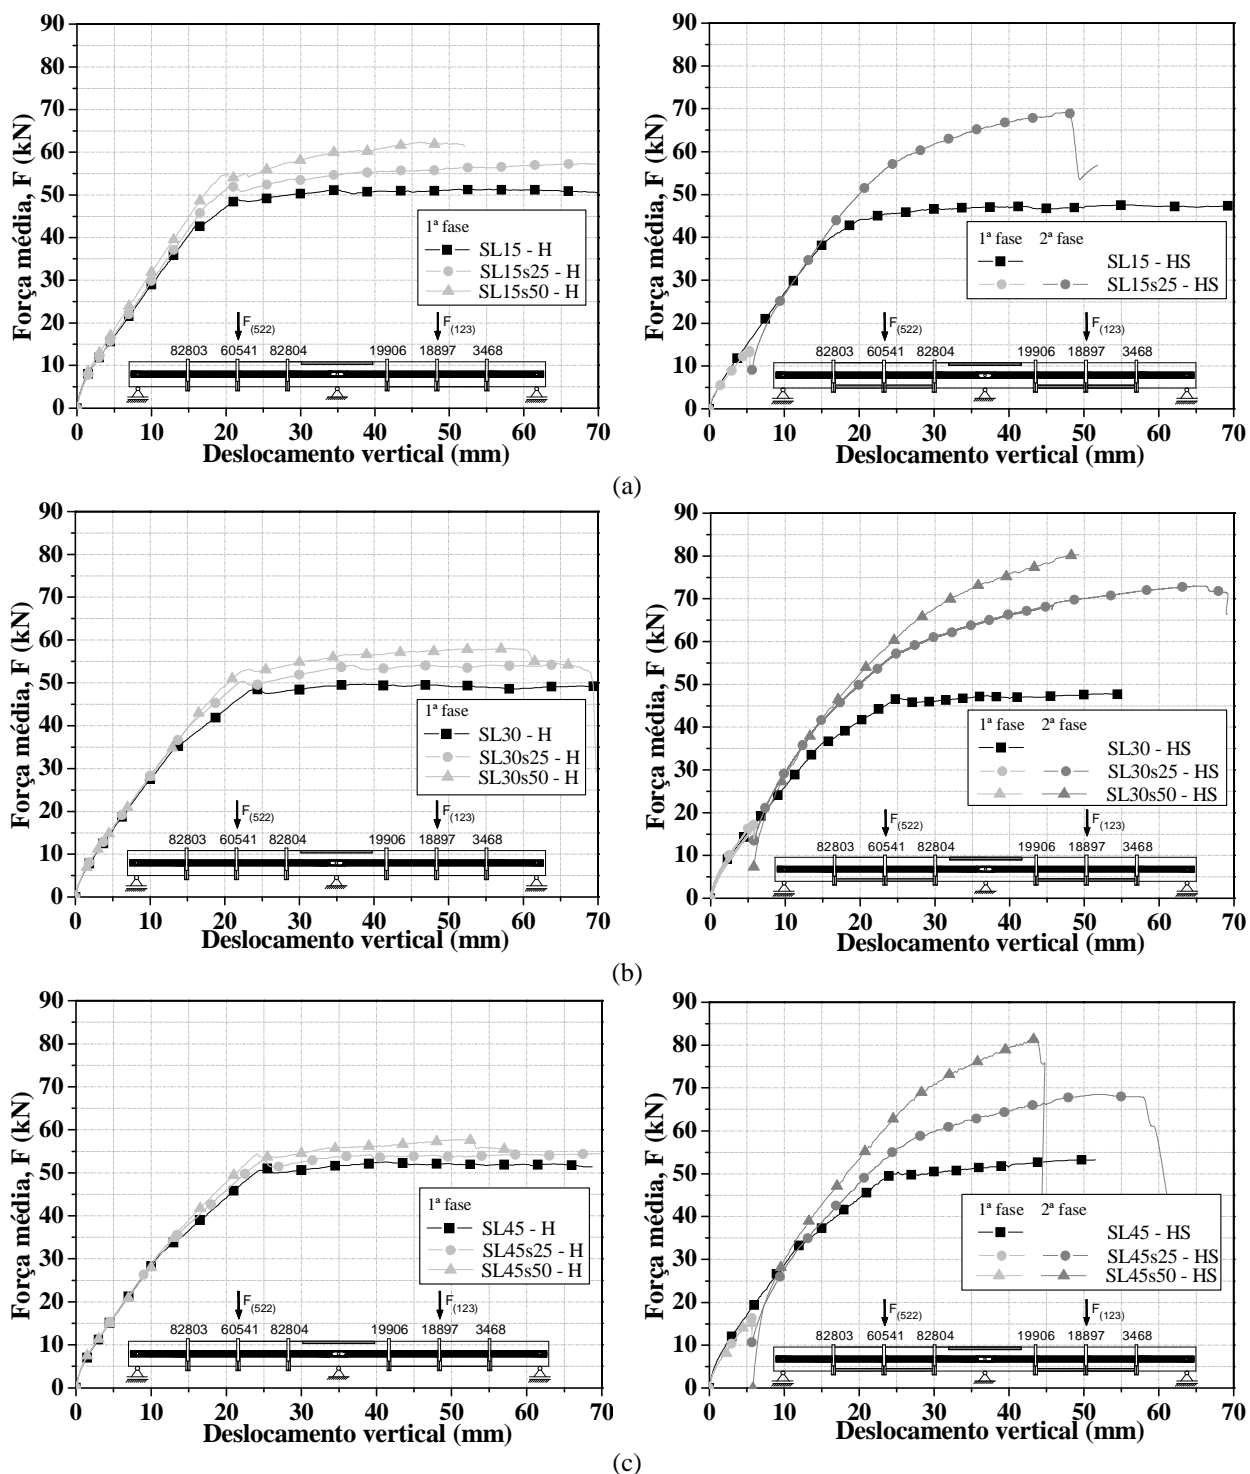 90
80
70
60
50
40
30
20
10
0
Força média, F (kN)
1ª fase
SL15 - H
SL15s25 - H
SL15s50 - H
F(522)
F(123)
82803 60541 82804 19906 18897 3468
0 10 20 30 40 50 60 70
Deslocamento vertical (mm)
90
80
70
60
50
40
30
20
10
0
Força média, F (kN)
1ª fase 2ª fase
SL15 - HS
SL15s25 - HS
F(522)
F(123)
82803 60541 82804 19906 18897 3468
0 10 20 30 40 50 60 70
Deslocamento vertical (mm)
(a)
90
80
70
60
50
40
30
20
10
0
Força média, F (kN)
1ª fase
SL30 - H
SL30s25 - H
SL30s50 - H
F(522)
F(123)
82803 60541 82804 19906 18897 3468
0 10 20 30 40 50 60 70
Deslocamento vertical (mm)
90
80
70
60
50
40
30
20
10
0
Força média, F (kN)
1ª fase 2ª fase
SL30 - HS
SL30s25 - HS
SL30s50 - HS
F(522)
F(123)
82803 60541 82804 19906 18897 3468
0 10 20 30 40 50 60 70
Deslocamento vertical (mm)
(b)
90
80
70
60
50
40
30
20
10
0
Força média, F (kN)
1ª fase
SL45 - H
SL45s25 - H
SL45s50 - H
F(522)
F(123)
82803 60541 82804 19906 18897 3468
0 10 20 30 40 50 60 70
Deslocamento vertical (mm)
90
80
70
60
50
40
30
20
10
0
Força média, F (kN)
1ª fase 2ª fase
SL45 - HS
SL45s25 - HS
SL45s50 - HS
F(522)
F(123)
82803 60541 82804 19906 18897 3468
0 10 20 30 40 50 60 70
Deslocamento vertical (mm)
(c)